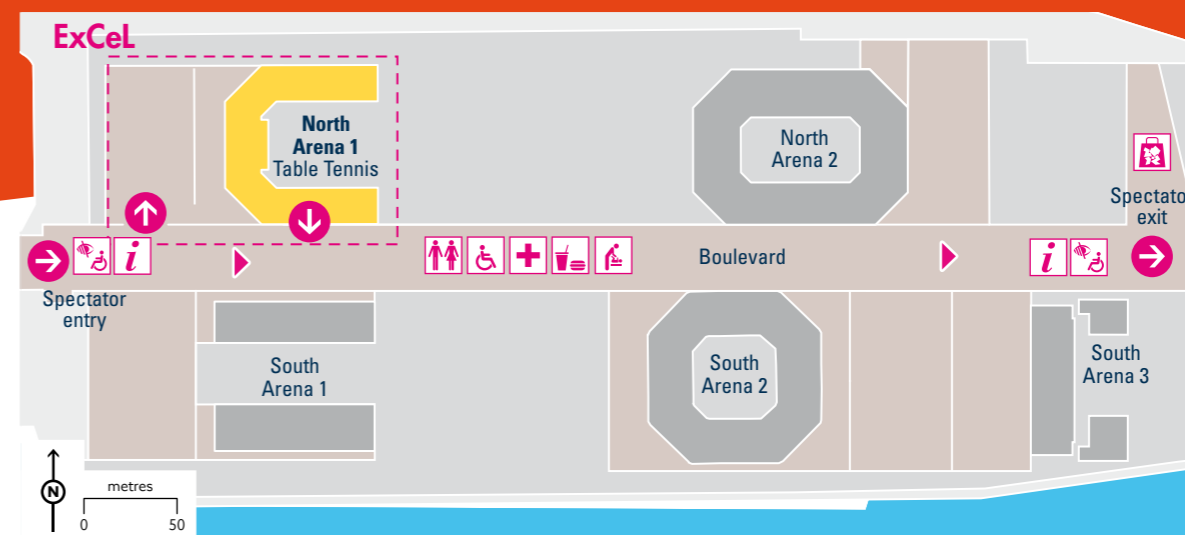 ExCeL
North
Arena 1
Table Tennis
North
Arena 2
Spectato
exit
i
Boulevard
i
Spectator
entry
South
Arena 1
South
Arena 2
South
Arena 3
N
metres
0 50